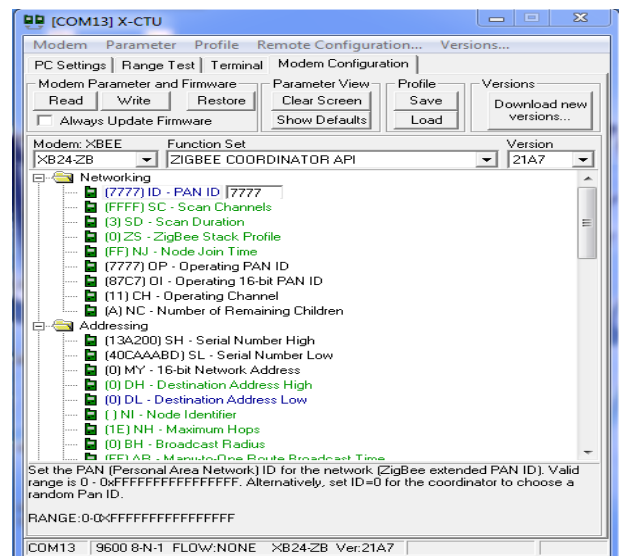 [COM13] X-CTU
Modem Parameter Profile Remote Configuration... Versions...
PC Settings Range Test Terminal Modem Configuration
Modem Parameter and Firmware Parameter View Profile Versions
Read Write Restore Clear Screen Save Download new versions...
Always Update Firmware Show Defaults Load
Modem: XBEE Function Set Version
XB24-ZB ZIGBEE COORDINATOR API 21A7
Networking
(7777) ID - PAN ID 7777
(FFFF) SC - Scan Channels
(3) SD - Scan Duration
(0) ZS - ZigBee Stack Profile
(FF) NJ - Node Join Time
(7777) OP - Operating PAN ID
(87C7) OI - Operating 16-bit PAN ID
(11) CH - Operating Channel
(A) NC - Number of Remaining Children
Addressing
(13A200) SH - Serial Number High
(40CAAABD) SL - Serial Number Low
(0) MY - 16-bit Network Address
(0) DH - Destination Address High
(0) DL - Destination Address Low
( ) NI - Node Identifier
(1E) NH - Maximum Hops
(0) BH - Broadcast Radius
(FF) AR - Many-to-One Route Broadcast Time
Set the PAN (Personal Area Network) ID for the network (ZigBee extended PAN ID). Valid
range is 0 - 0xFFFFFFFFFFFFFFFF. Alternatively, set ID=0 for the coordinator to choose a
random Pan ID.
RANGE:0-0XFFFFFFFFFFFFFFFF
COM13 9600 8-N-1 FLOW:NONE XB24-ZB Ver:21A7